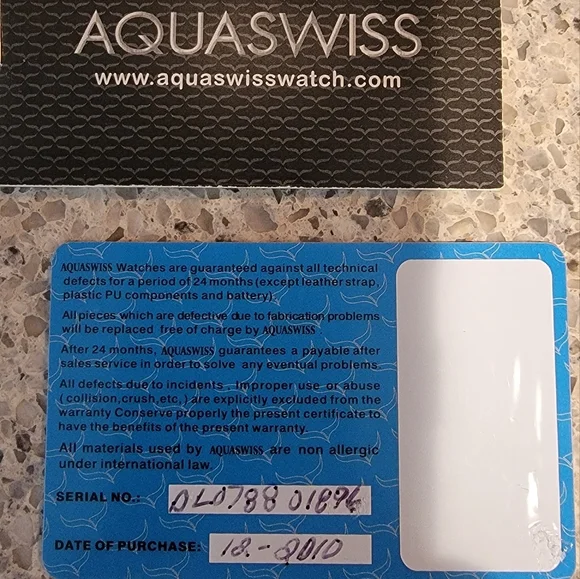 AQUASWISS
www.aquaswisswatch.com
AQUASWISS Watches are guaranteed against all technical
defects for a period of 24 months (except leather strap,
plastic PU components and battery).
All pieces which are defective due to fabrication problems
will be replaced free of charge by AQUASWISS
After 24 months, AQUASWISS guarantees a payable after
sales service in order to solve any eventual problems
All defects due to incidents. Improper use or abuse
(collision,crush,etc,) are explicitly excluded from the
warranty Conserve properly the present certificate to
have the benefits of the present warranty.
All materials used by AQUASWISS are non allergic
under international law.
SERIAL NO.:
DATE OF PURCHASE: 12.-2010